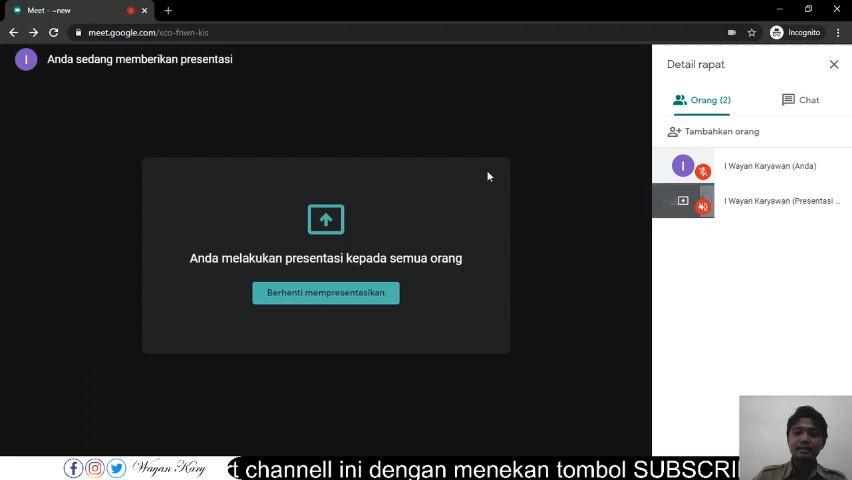 Meet - ~new
meet.google.com/xco-fnwn-kis
Incognito
I
Anda sedang memberikan presentasi
Detail rapat
Orang (2)
Chat
Tambahkan orang
I
I Wayan Karyawan (Anda)
I Wayan Karyawan (Presentasi ...
Anda melakukan presentasi kepada semua orang
Berhenti mempresentasikan
Wayan Kary
channell ini dengan menekan tombol